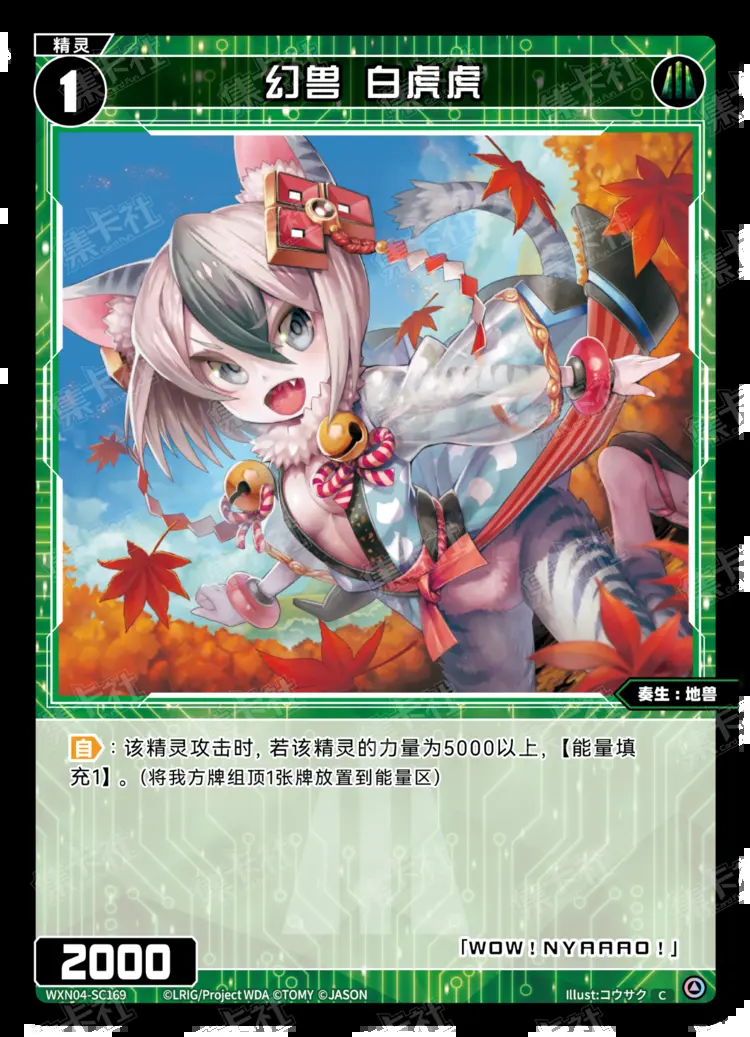 精灵
1
幻兽 白虎虎
奏生：地兽
自：该精灵攻击时，若该精灵的力量为5000以上，【能量填
充1】。（将我方牌组顶1张牌放置到能量区）
2000
「WOW！NYAAAO！」
WXN04-SC169 ©LRIG/Project WDA ©TOMY ©JASON Illust:コウサク C
集卡社